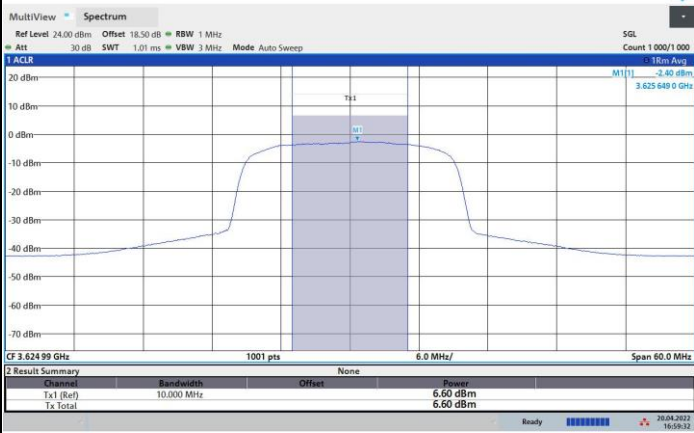 MultiView Spectrum
Ref Level 24.00 dBm Offset 18.50 dB RBW 1 MHz SGL
Att 30 dB SWT 1.01 ms VBW 3 MHz Mode Auto Sweep Count 1 000/1 000
1 ACLR 1Rm Avg
M1[1] -2.40 dBm
20 dBm
3.625 649 0 GHz
Tx1
10 dBm
M1
0 dBm
-10 dBm
-20 dBm
-30 dBm
-40 dBm
-50 dBm
-60 dBm
-70 dBm
CF 3.624 99 GHz 1001 pts 6.0 MHz/ Span 60.0 MHz
2 Result Summary None
Channel Bandwidth Offset Power
Tx1 (Ref) 10.000 MHz 6.60 dBm
Tx Total 6.60 dBm
Ready 20.04.2022
16:59:32